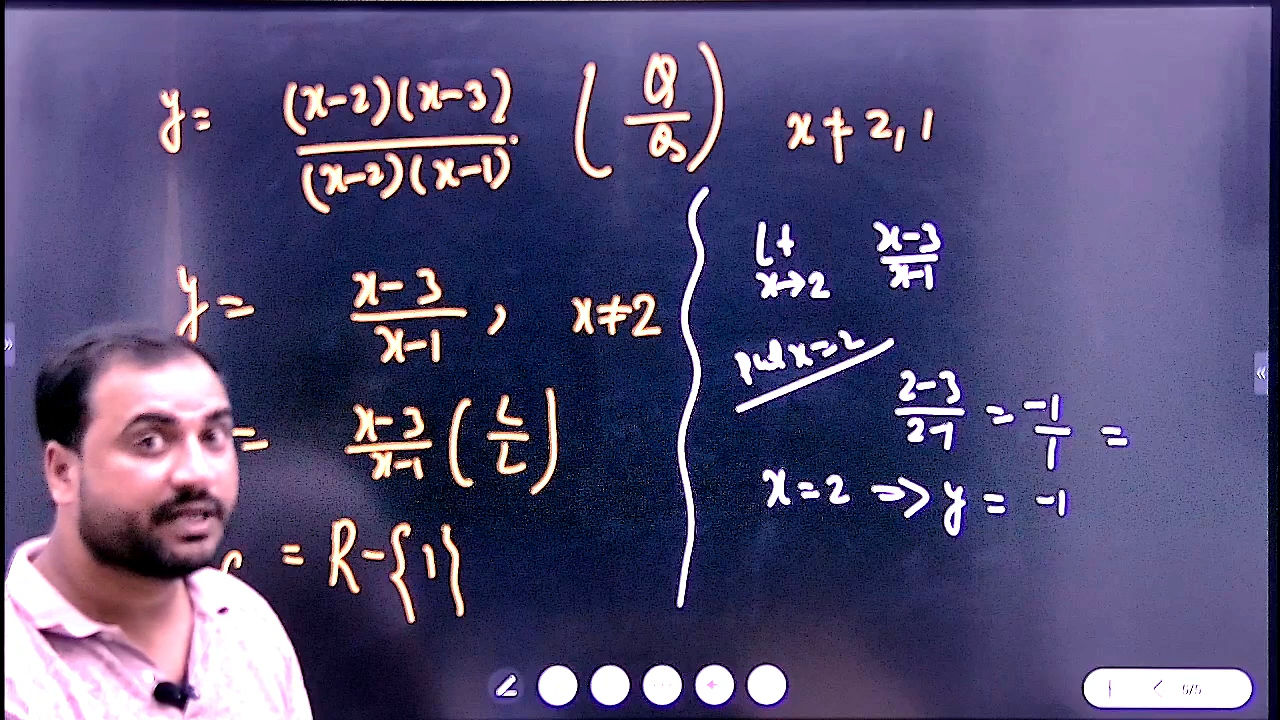 y = (x-2)(x-3) / (x-2)(x-1) (Q/Q) x ≠ 2, 1
y = x-3 / x-1 , x ≠ 2
= x-3 / x-1 (L/L)
= R-{1}
Lt x→2 x-3 / x-1
put x=2
2-3 / 2-1 = -1 / 1 =
x=2 ⇒ y = -1